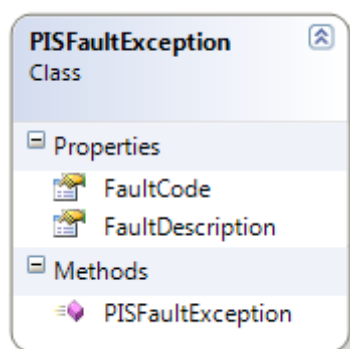 PISFaultException
Class
Properties
FaultCode
FaultDescription
Methods
PISFaultException